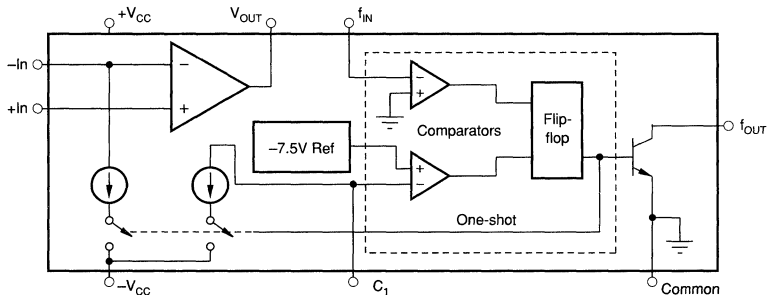 +VCC
VOUT
fIN
–In
+In
−
+
−
+
Comparators
Flip-
flop
fOUT
–7.5V Ref
+
−
One-shot
–VCC
C1
Common